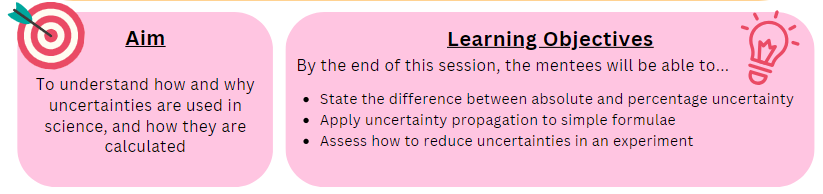 Aim
To understand how and why
uncertainties are used in
science, and how they are
calculated
Learning Objectives
By the end of this session, the mentees will be able to...
• State the difference between absolute and percentage uncertainty
• Apply uncertainty propagation to simple formulae
• Assess how to reduce uncertainties in an experiment